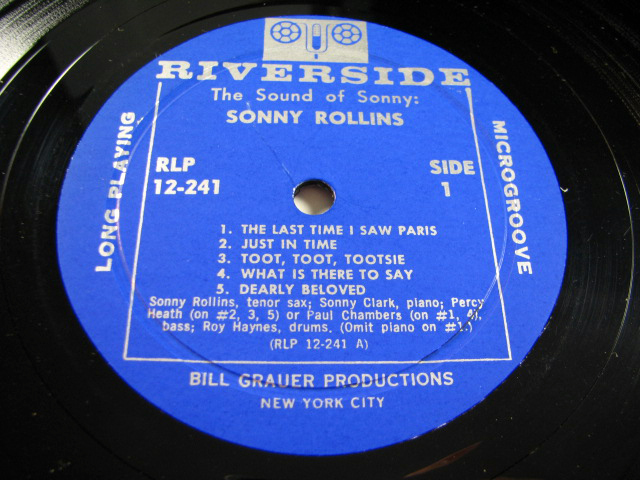 RIVERSIDE
The Sound of Sonny:
SONNY ROLLINS
LONG PLAYING
MICROGROOVE
RLP
12-241
SIDE
1
1. THE LAST TIME I SAW PARIS
2. JUST IN TIME
3. TOOT, TOOT, TOOTSIE
4. WHAT IS THERE TO SAY
5. DEARLY BELOVED
Sonny Rollins, tenor sax; Sonny Clark, piano; Percy
Heath (on #2, 3, 5) or Paul Chambers (on #1, 4),
bass; Roy Haynes, drums. (Omit piano on #1.)
(RLP 12-241 A)
BILL GRAUER PRODUCTIONS
NEW YORK CITY